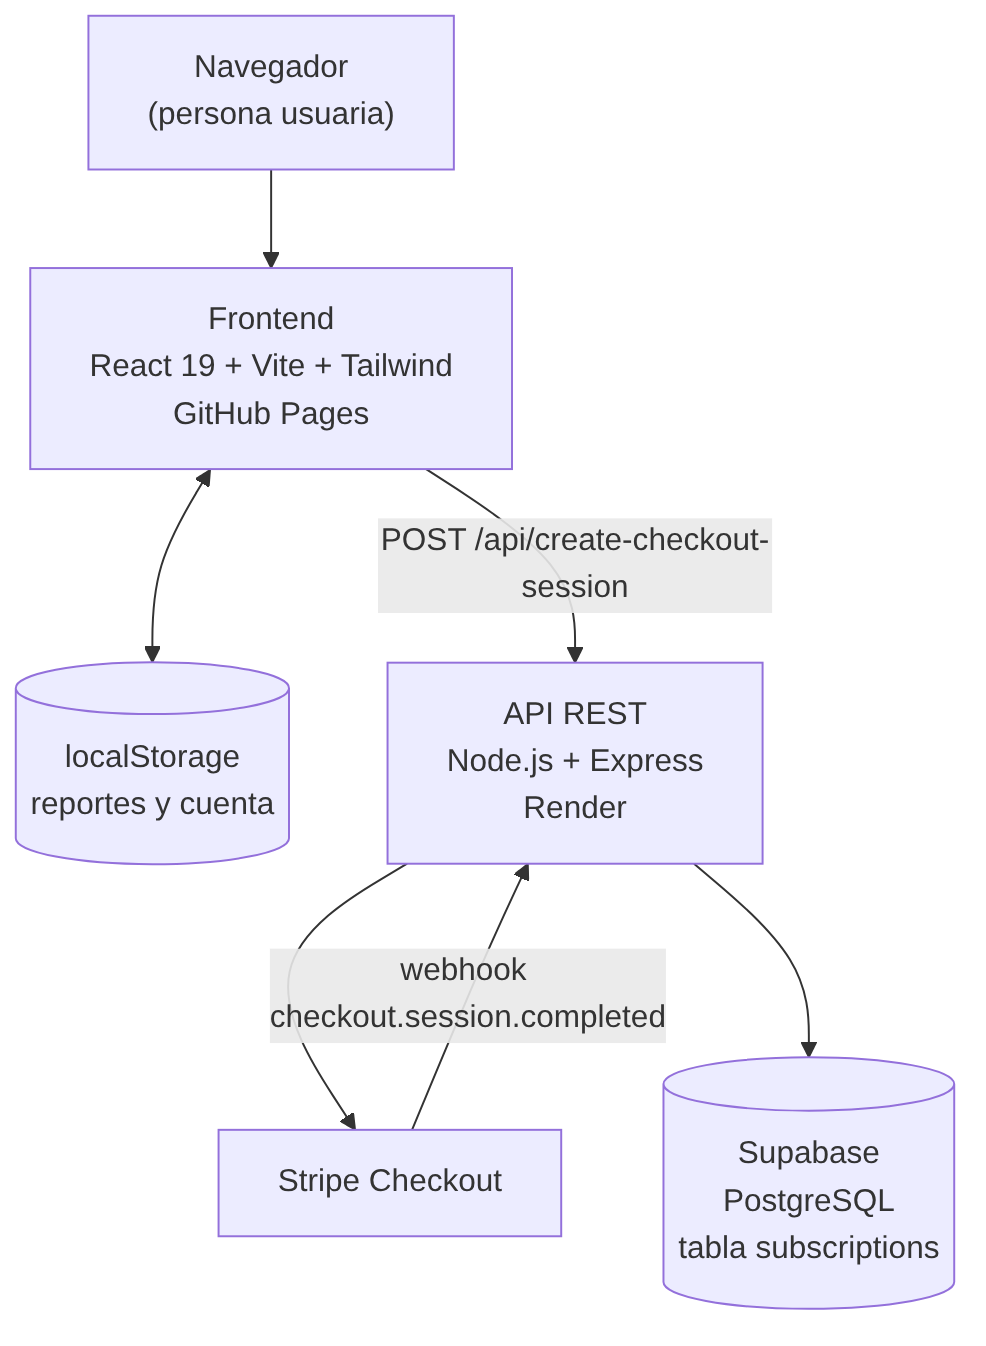 Navegador
(persona usuaria)
Frontend
React 19 + Vite + Tailwind
GitHub Pages
POST /api/create-checkout-
session
localStorage
reportes y cuenta
API REST
Node.js + Express
Render
webhook
checkout.session.completed
Stripe Checkout
Supabase
PostgreSQL
tabla subscriptions